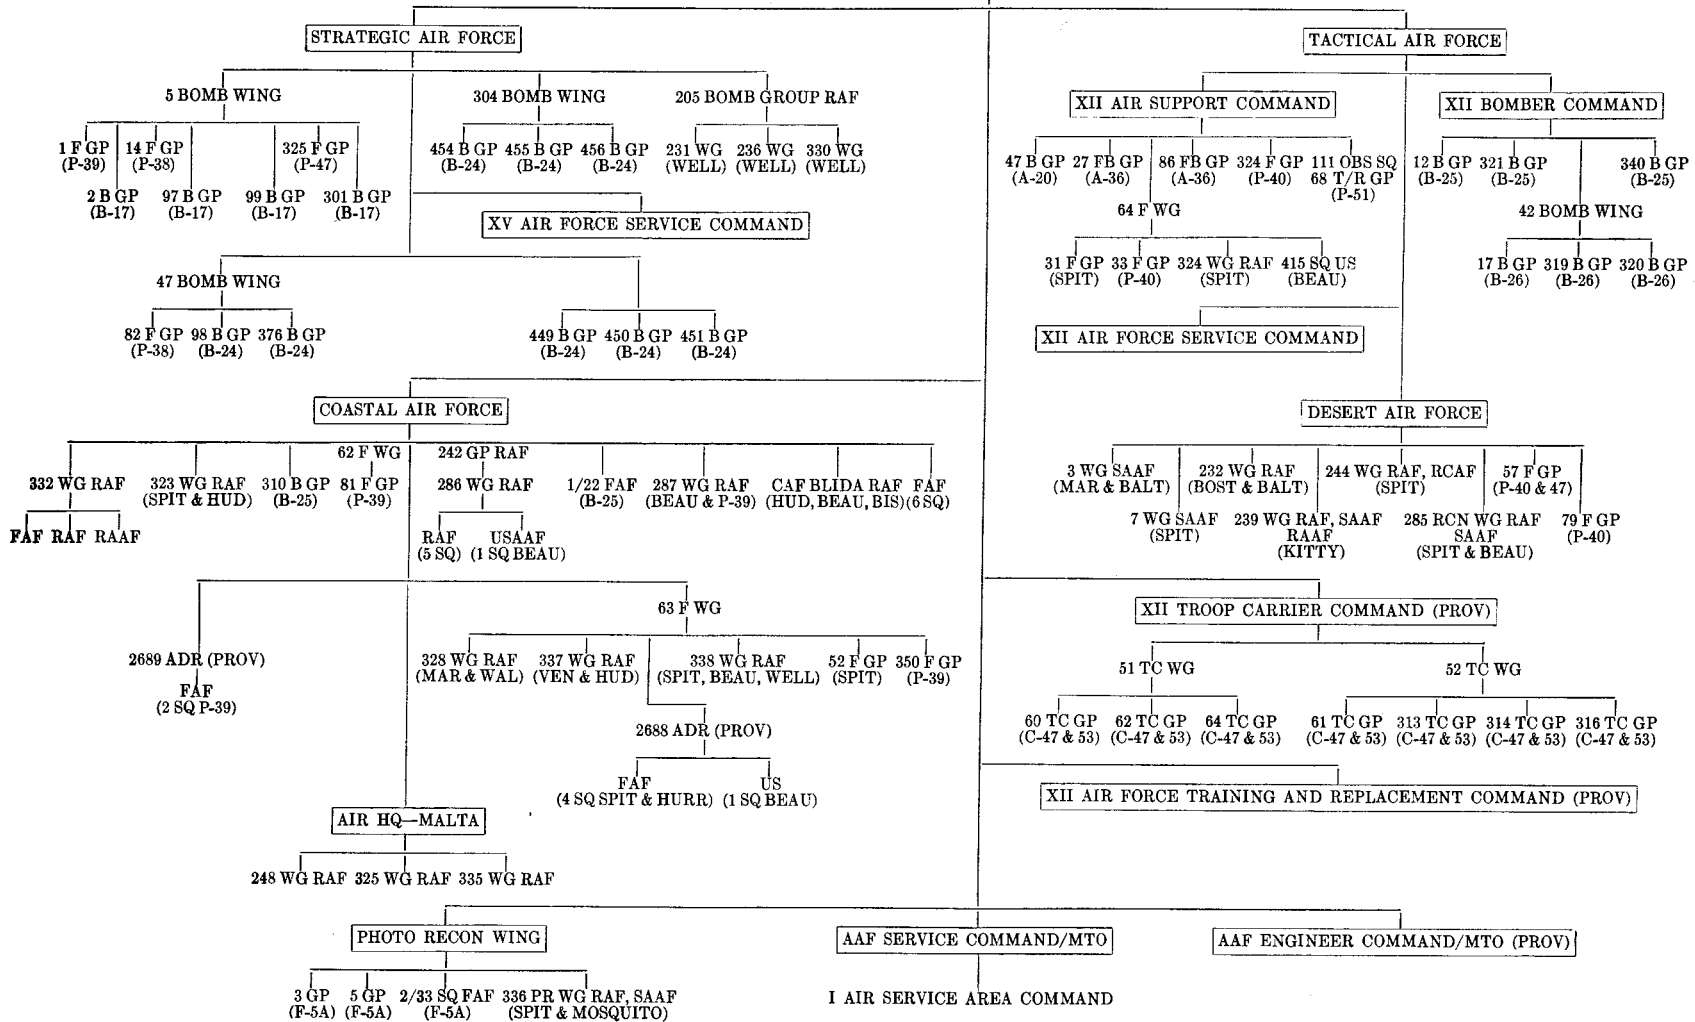 STRATEGIC AIR FORCE
5 BOMB WING
1 F GP
(P-39)
14 F GP
(P-38)
325 F GP
(P-47)
2 B GP
(B-17)
97 B GP
(B-17)
99 B GP
(B-17)
301 B GP
(B-17)
304 BOMB WING
454 B GP
(B-24)
455 B GP
(B-24)
456 B GP
(B-24)
205 BOMB GROUP RAF
231 WG
(WELL)
236 WG
(WELL)
330 WG
(WELL)
XV AIR FORCE SERVICE COMMAND
47 BOMB WING
82 F GP
(P-38)
98 B GP
(B-24)
376 B GP
(B-24)
449 B GP
(B-24)
450 B GP
(B-24)
451 B GP
(B-24)
TACTICAL AIR FORCE
XII AIR SUPPORT COMMAND
47 B GP
(A-20)
27 FB GP
(A-36)
86 FB GP
(A-36)
324 F GP
(P-40)
111 OBS SQ
68 T/R GP
(P-51)
64 F WG
31 F GP
(SPIT)
33 F GP
(P-40)
324 WG RAF
(SPIT)
415 SQ US
(BEAU)
XII BOMBER COMMAND
12 B GP
(B-25)
321 B GP
(B-25)
340 B GP
(B-25)
42 BOMB WING
17 B GP
(B-26)
319 B GP
(B-26)
320 B GP
(B-26)
XII AIR FORCE SERVICE COMMAND
COASTAL AIR FORCE
332 WG RAF
FAF
RAF
RAAF
323 WG RAF
(SPIT & HUD)
310 B GP
(B-25)
62 F WG
81 F GP
(P-39)
242 GP RAF
286 WG RAF
RAF
(5 SQ)
USAAF
(1 SQ BEAU)
1/22 FAF
(B-25)
287 WG RAF
(BEAU & P-39)
CAF BLIDA RAF
(HUD, BEAU, BIS)
FAF
(6 SQ)
DESERT AIR FORCE
3 WG SAAF
(MAR & BALT)
232 WG RAF
(BOST & BALT)
244 WG RAF, RCAF
(SPIT)
57 F GP
(P-40 & 47)
7 WG SAAF
(SPIT)
239 WG RAF, SAAF
RAAF
(KITTY)
285 RCN WG RAF
SAAF
(SPIT & BEAU)
79 F GP
(P-40)
2689 ADR (PROV)
FAF
(2 SQ P-39)
63 F WG
328 WG RAF
(MAR & WAL)
337 WG RAF
(VEN & HUD)
338 WG RAF
(SPIT, BEAU, WELL)
52 F GP
(SPIT)
350 F GP
(P-39)
2688 ADR (PROV)
FAF
(4 SQ SPIT & HURR)
US
(1 SQ BEAU)
XII TROOP CARRIER COMMAND (PROV)
51 TC WG
60 TC GP
(C-47 & 53)
62 TC GP
(C-47 & 53)
64 TC GP
(C-47 & 53)
52 TC WG
61 TC GP
(C-47 & 53)
313 TC GP
(C-47 & 53)
314 TC GP
(C-47 & 53)
316 TC GP
(C-47 & 53)
XII AIR FORCE TRAINING AND REPLACEMENT COMMAND (PROV)
AIR HQ—MALTA
248 WG RAF
325 WG RAF
335 WG RAF
PHOTO RECON WING
3 GP
(F-5A)
5 GP
(F-5A)
2/33 SQ FAF
(F-5A)
336 PR WG RAF, SAAF
(SPIT & MOSQUITO)
AAF SERVICE COMMAND/MTO
I AIR SERVICE AREA COMMAND
AAF ENGINEER COMMAND/MTO (PROV)